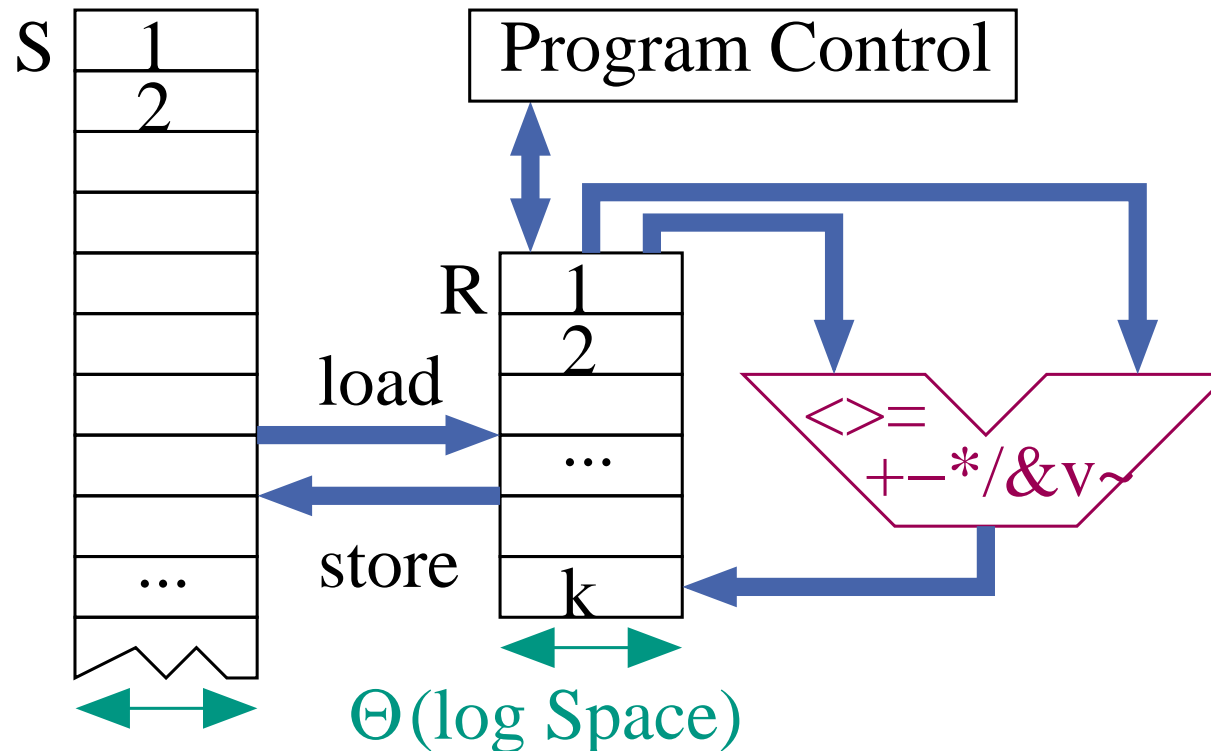 S
1
2
...
Program Control
R
1
2
...
k
load
store
<>=
+−*/&v~
Θ(log Space)